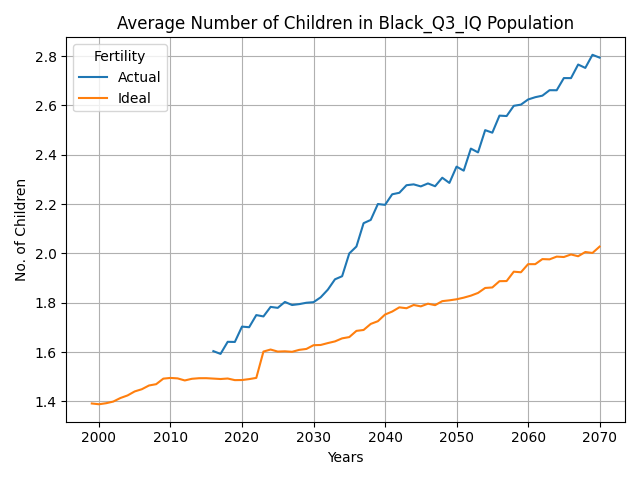 Average Number of Children in Black_Q3_IQ Population
Fertility
Actual
Ideal
No. of Children
2.8
2.6
2.4
2.2
2.0
1.8
1.6
1.4
2000 2010 2020 2030 2040 2050 2060 2070
Years